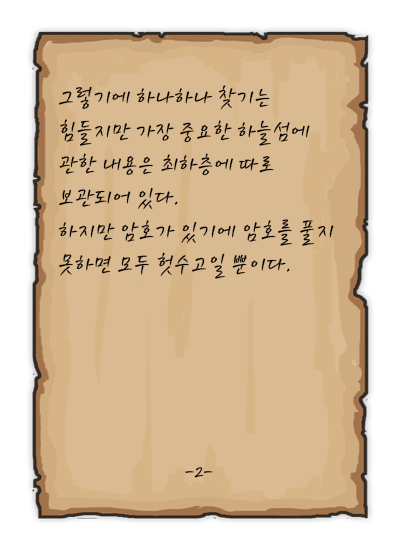 그렇기에 하나하나 찾기는
힘들지만 가장 중요한 하늘섬에
관한 내용은 최하층에 따로
보관되어 있다.
하지만 암호가 있기에 암호를 풀지
못하면 모두 헛수고일 뿐이다.
-2-